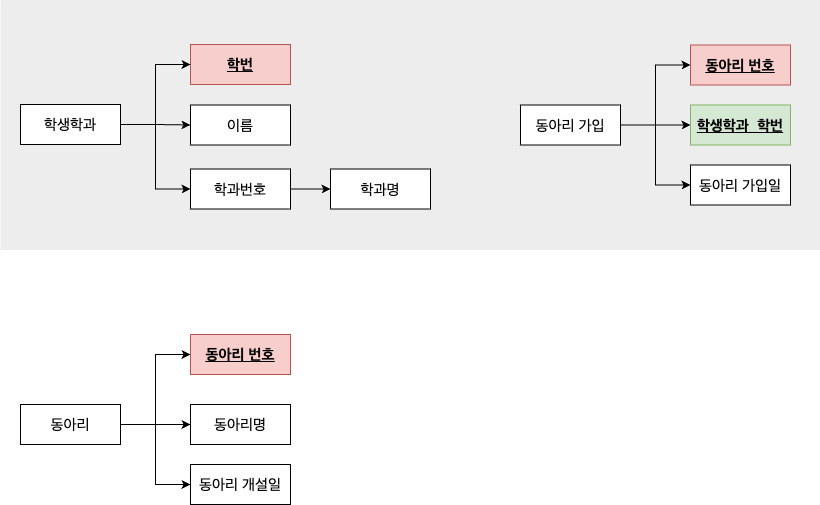 학번
학생학과
이름
학과번호
학과명
동아리 번호
동아리 가입
학생학과 학번
동아리 가입일
동아리 번호
동아리
동아리명
동아리 개설일